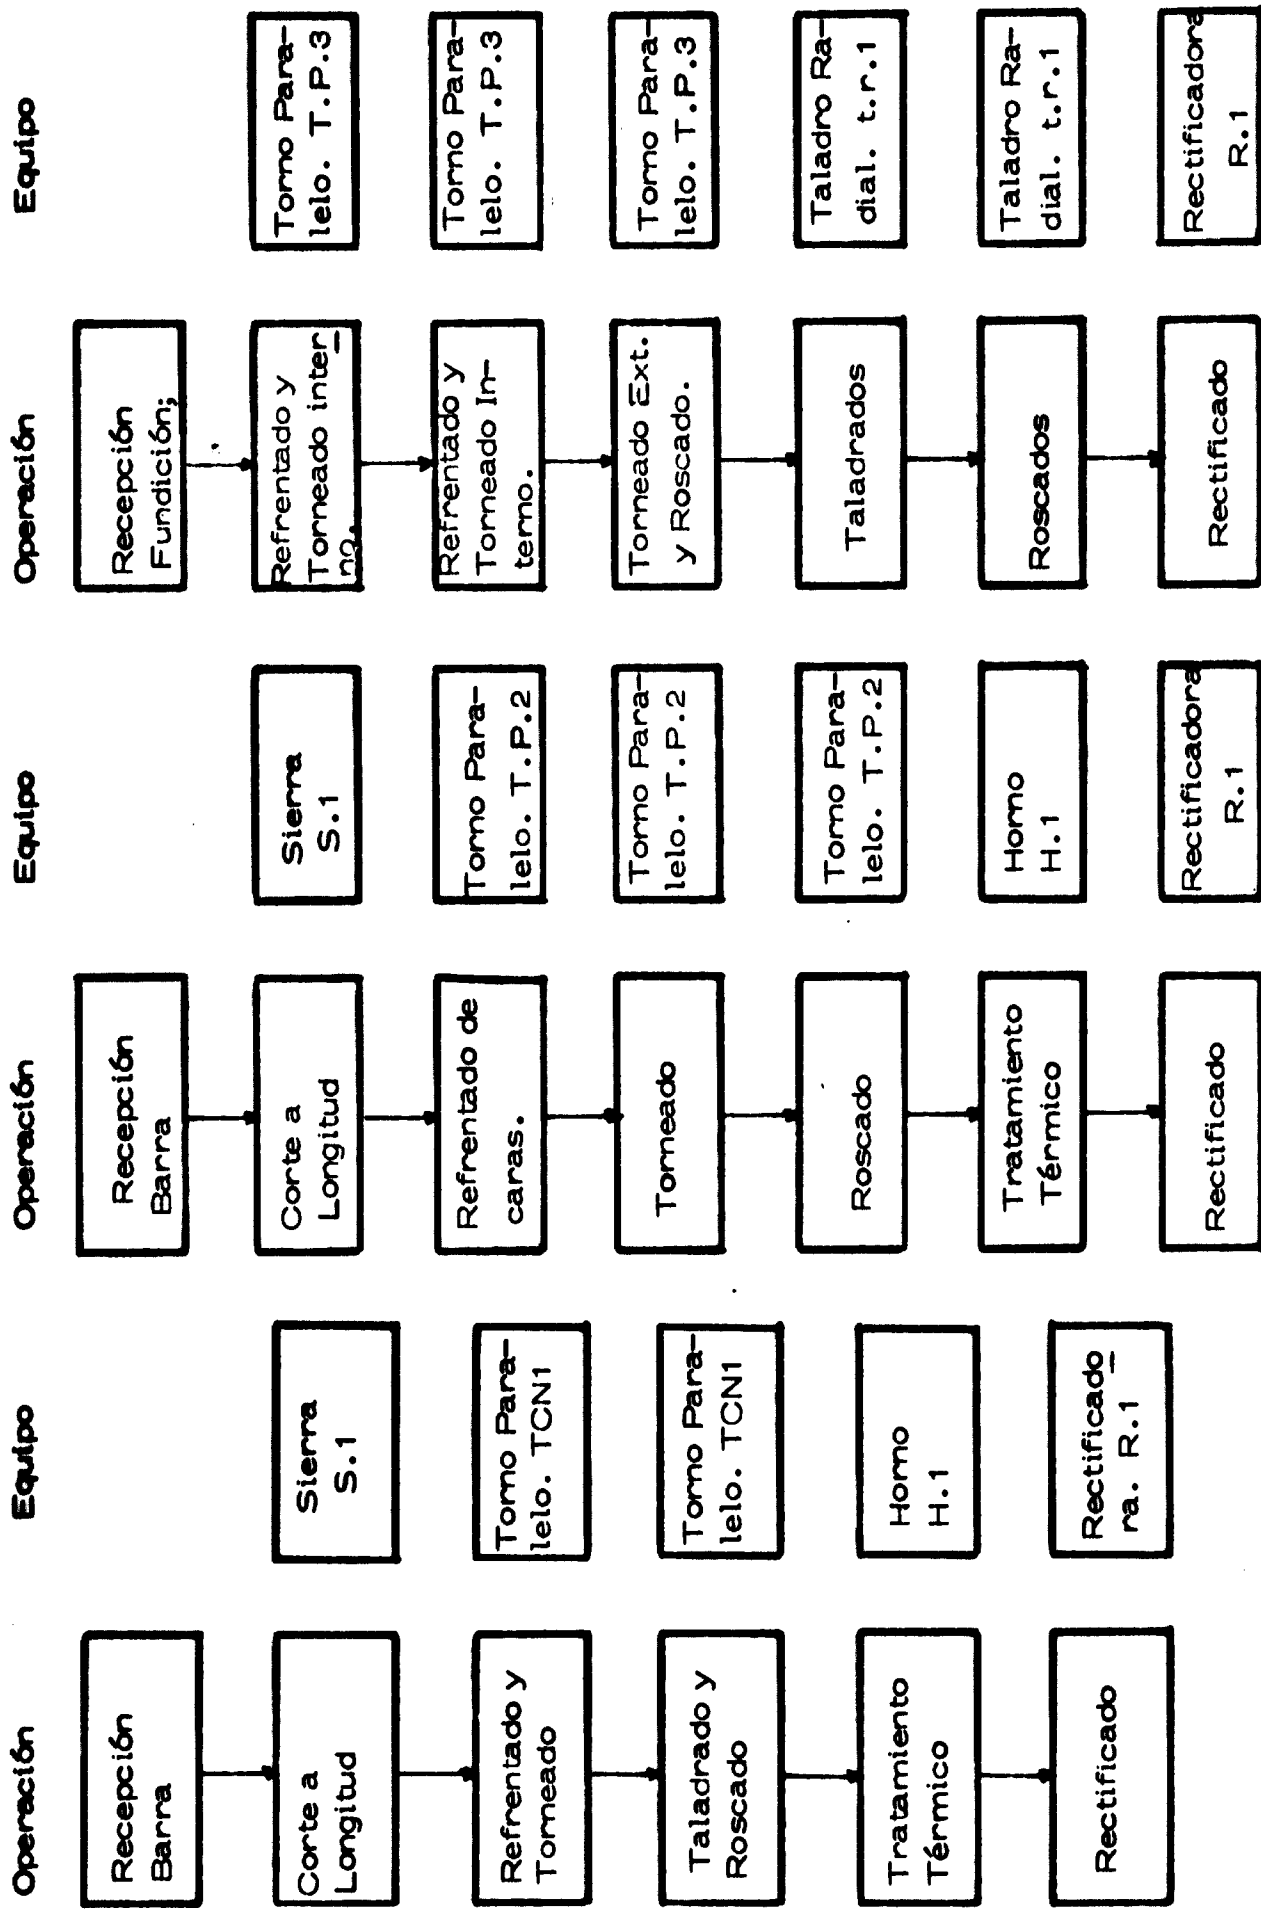 Operación
Recepción
Barra
Corte a
Longitud
Refrentado y
Torneado
Taladrado y
Roscado
Tratamiento
Térmico
Rectificado
Equipo
Sierra
S.1
Torno Para-
lelo. TCN1
Torno Para-
lelo. TCN1
Horno
H.1
Rectificado
ra. R.1
Operación
Recepción
Barra
Corte a
Longitud
Refrentado de
caras.
Torneado
Roscado
Tratamiento
Térmico
Rectificado
Equipo
Sierra
S.1
Torno Para-
lelo. T.P.2
Torno Para-
lelo. T.P.2
Torno Para-
lelo. T.P.2
Horno
H.1
Rectificadora
R.1
Operación
Recepción
Fundición;
Refrentado y
Torneado inter
no.
Refrentado y
Torneado In-
terno.
Torneado Ext.
y Roscado.
Taladrados
Roscados
Rectificado
Equipo
Torno Para-
lelo. T.P.3
Torno Para-
lelo. T.P.3
Torno Para-
lelo. T.P.3
Taladro Ra-
dial. t.r.1
Taladro Ra-
dial. t.r.1
Rectificadora
R.1